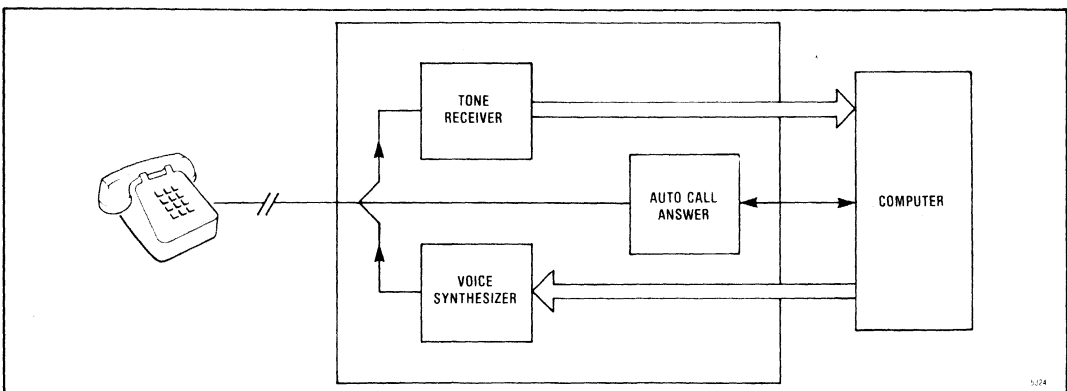 TONE
RECEIVER
AUTO CALL
ANSWER
COMPUTER
VOICE
SYNTHESIZER